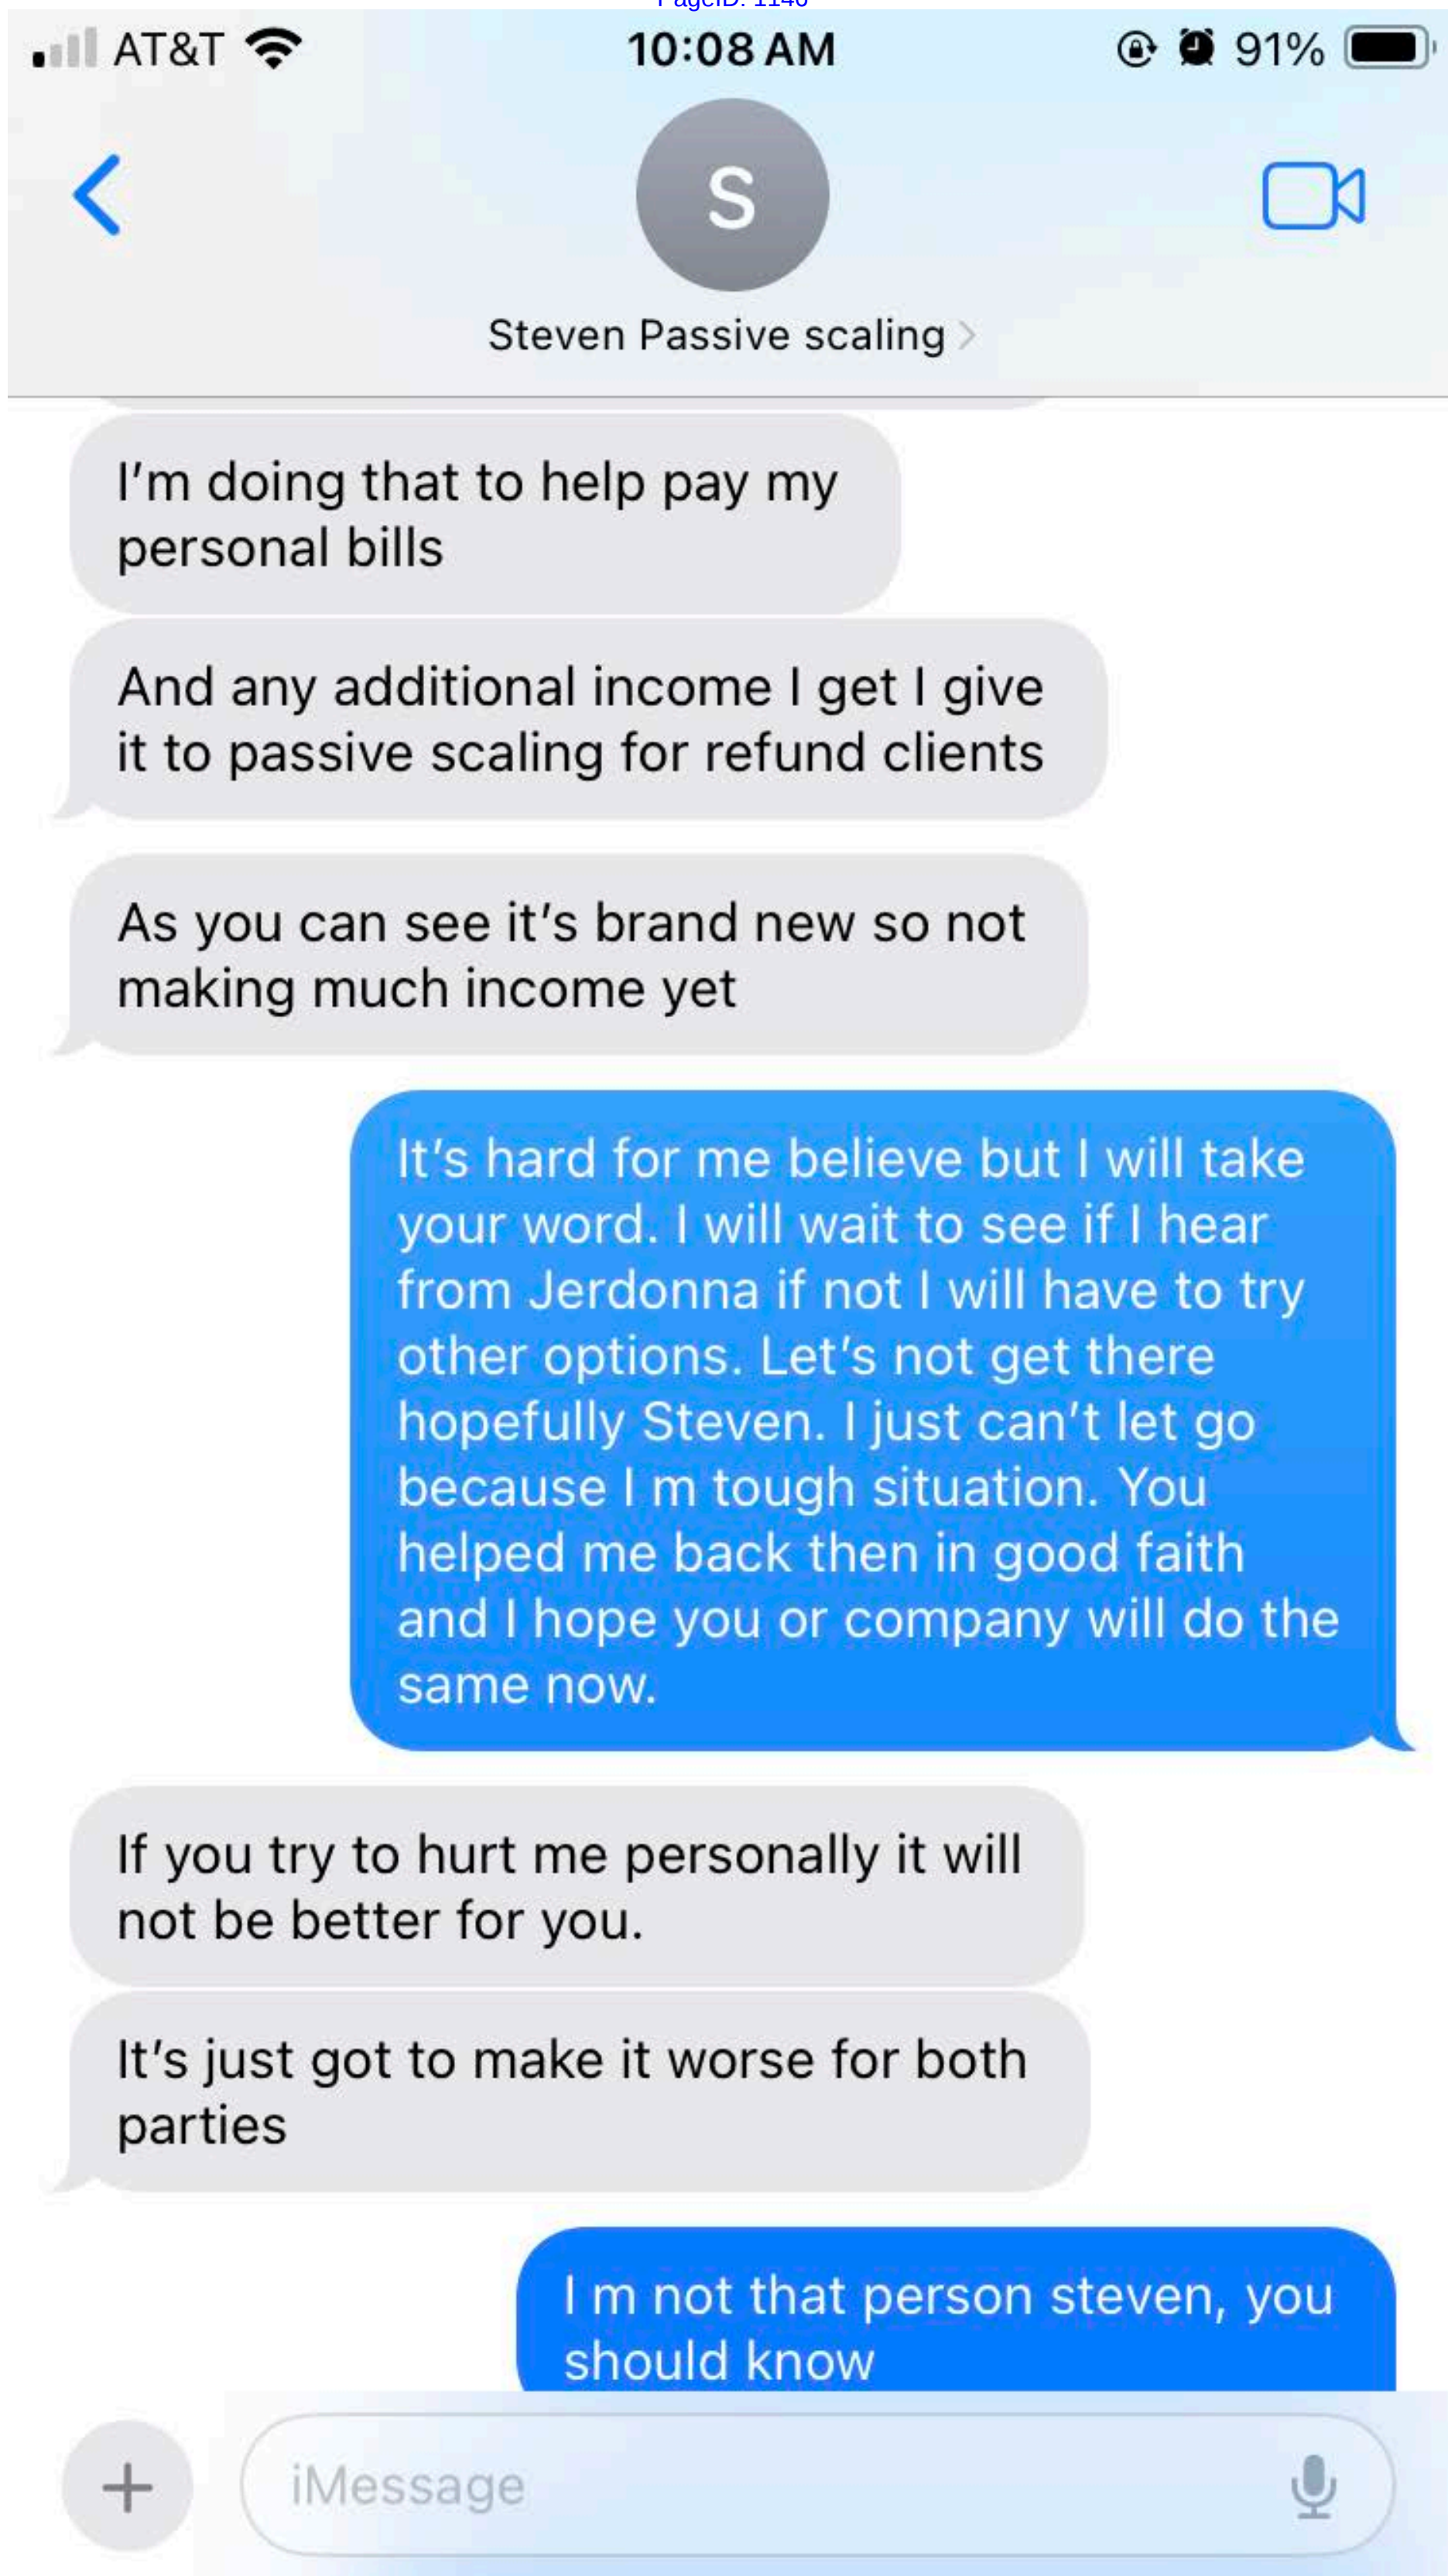 PageID: 1146
AT&T
10:08 AM
91%
S
Steven Passive scaling
I’m doing that to help pay my
personal bills
And any additional income I get I give
it to passive scaling for refund clients
As you can see it’s brand new so not
making much income yet
It’s hard for me believe but I will take
your word. I will wait to see if I hear
from Jerdonna if not I will have to try
other options. Let’s not get there
hopefully Steven. I just can’t let go
because I m tough situation. You
helped me back then in good faith
and I hope you or company will do the
same now.
If you try to hurt me personally it will
not be better for you.
It’s just got to make it worse for both
parties
I m not that person steven, you
should know
iMessage